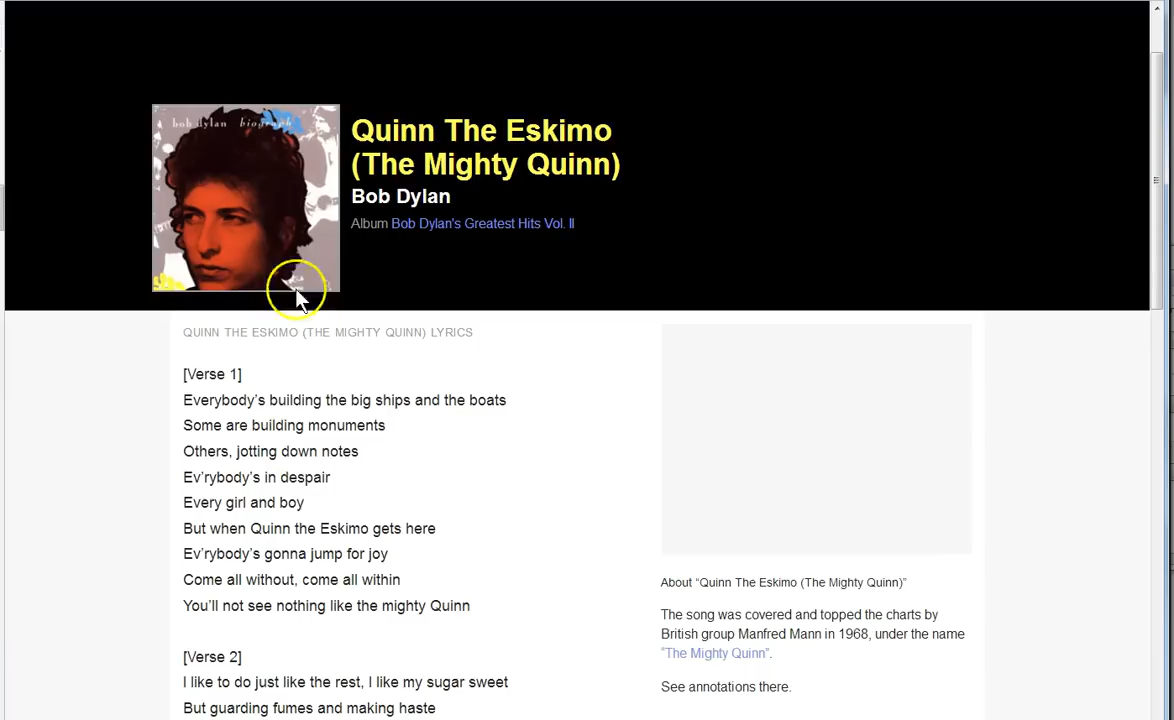 bob dylan biograph
Quinn The Eskimo
(The Mighty Quinn)
Bob Dylan
Album Bob Dylan's Greatest Hits Vol. II
QUINN THE ESKIMO (THE MIGHTY QUINN) LYRICS
[Verse 1]
Everybody’s building the big ships and the boats
Some are building monuments
Others, jotting down notes
Ev’rybody’s in despair
Every girl and boy
But when Quinn the Eskimo gets here
Ev’rybody’s gonna jump for joy
Come all without, come all within
You’ll not see nothing like the mighty Quinn
[Verse 2]
I like to do just like the rest, I like my sugar sweet
But guarding fumes and making haste
About “Quinn The Eskimo (The Mighty Quinn)”
The song was covered and topped the charts by
British group Manfred Mann in 1968, under the name
“The Mighty Quinn”.
See annotations there.